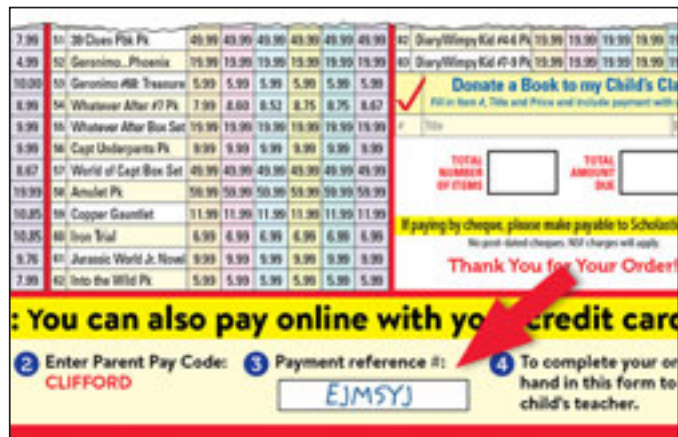 7.99 51 39 Clues Pbk Pk 49.99 49.99 49.99 49.99 49.99 49.99
4.99 52 Geronimo...Phoenix 19.99 19.99 19.99 19.99 19.99 19.99
10.00 53 Geronimo #68: Treasure 5.99 5.99 5.99 5.99 5.99 5.99
8.99 54 Whatever After #7 Pk 7.99 8.60 8.52 8.75 8.75 8.67
9.99 55 Whatever After Box Set 19.99 19.99 19.99 19.99 19.99 19.99
9.99 56 Capt Underpants Pk 9.99 9.99 9.99 9.99 9.99 9.99
8.67 57 World of Capt Box Set 49.99 49.99 49.99 49.99 49.99 49.99
19.99 58 Amulet Pk 59.99 59.99 59.99 59.99 59.99 59.99
10.85 59 Copper Gauntlet 11.99 11.99 11.99 11.99 11.99 11.99
10.85 60 Iron Trial 6.99 6.99 6.99 6.99 6.99 6.99
9.76 61 Jurassic World Jr. Novel 9.99 9.99 9.99 9.99 9.99 9.99
7.99 62 Into the Wild Pk 5.99 5.99 5.99 5.99 5.99 5.99
82 Diary/Wimpy Kid #4-6 Pk 19.99 19.99 19.99 19.99
83 Diary/Wimpy Kid #7-9 Pk 19.99 19.99 19.99 19.99
Donate a Book to my Child's Cla
Fill in Item #, Title and Price and include payment with
# Title
TOTAL NUMBER OF ITEMS
TOTAL AMOUNT DUE
If paying by cheque, please make payable to Scholastic
No post-dated cheques. NSF charges will apply.
Thank You for Your Order!
: You can also pay online with your credit card
2 Enter Parent Pay Code:
CLIFFORD
3 Payment reference #:
EJMSYJ
4 To complete your or
hand in this form to
child's teacher.